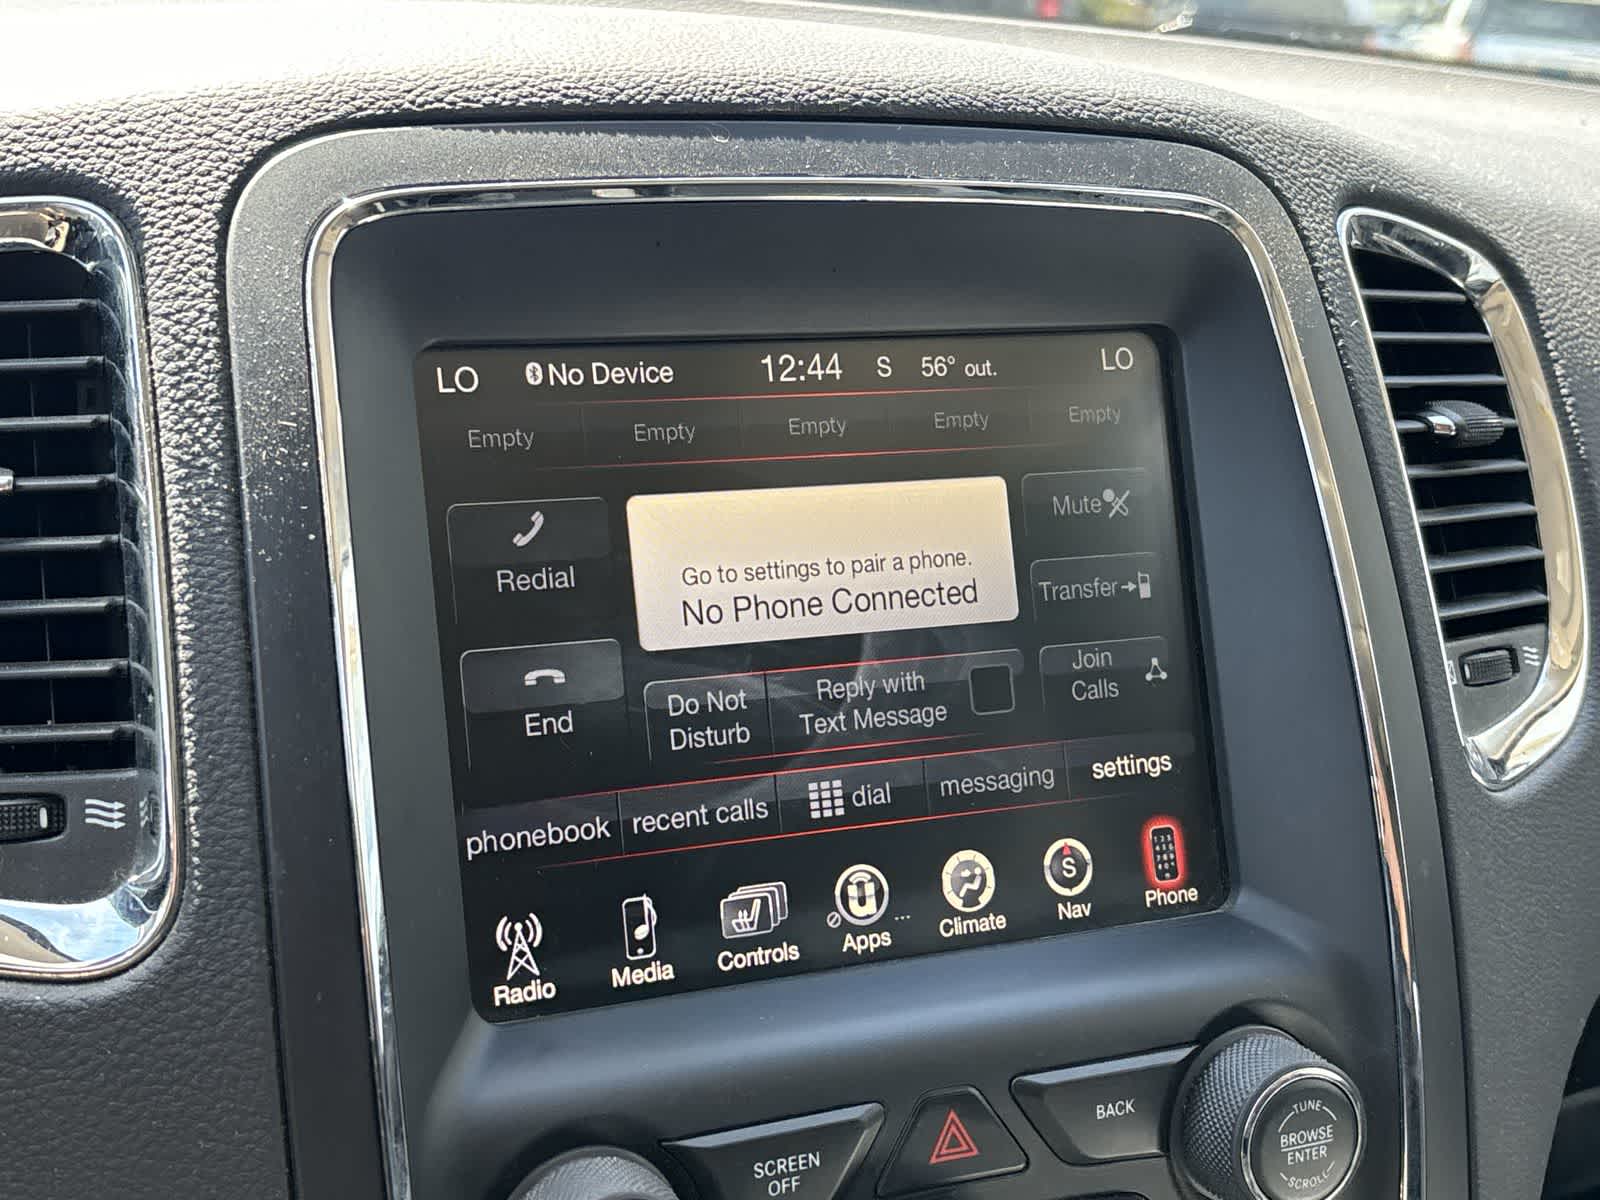 LO No Device 12:44 S 56° out. LO
Empty Empty Empty Empty Empty
Redial
Go to settings to pair a phone.
No Phone Connected
Mute
Transfer
End
Do Not
Disturb
Reply with
Text Message
Join
Calls
phonebook recent calls dial messaging settings
Radio Media Controls Apps Climate Nav Phone
S
SCREEN
OFF
BACK
TUNE
BROWSE
ENTER
SCROLL